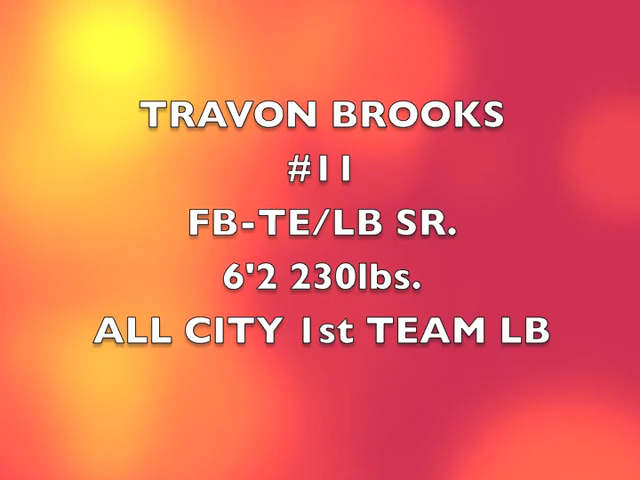 TRAVON BROOKS
#11
FB-TE/LB SR.
6'2 230lbs.
ALL CITY 1st TEAM LB